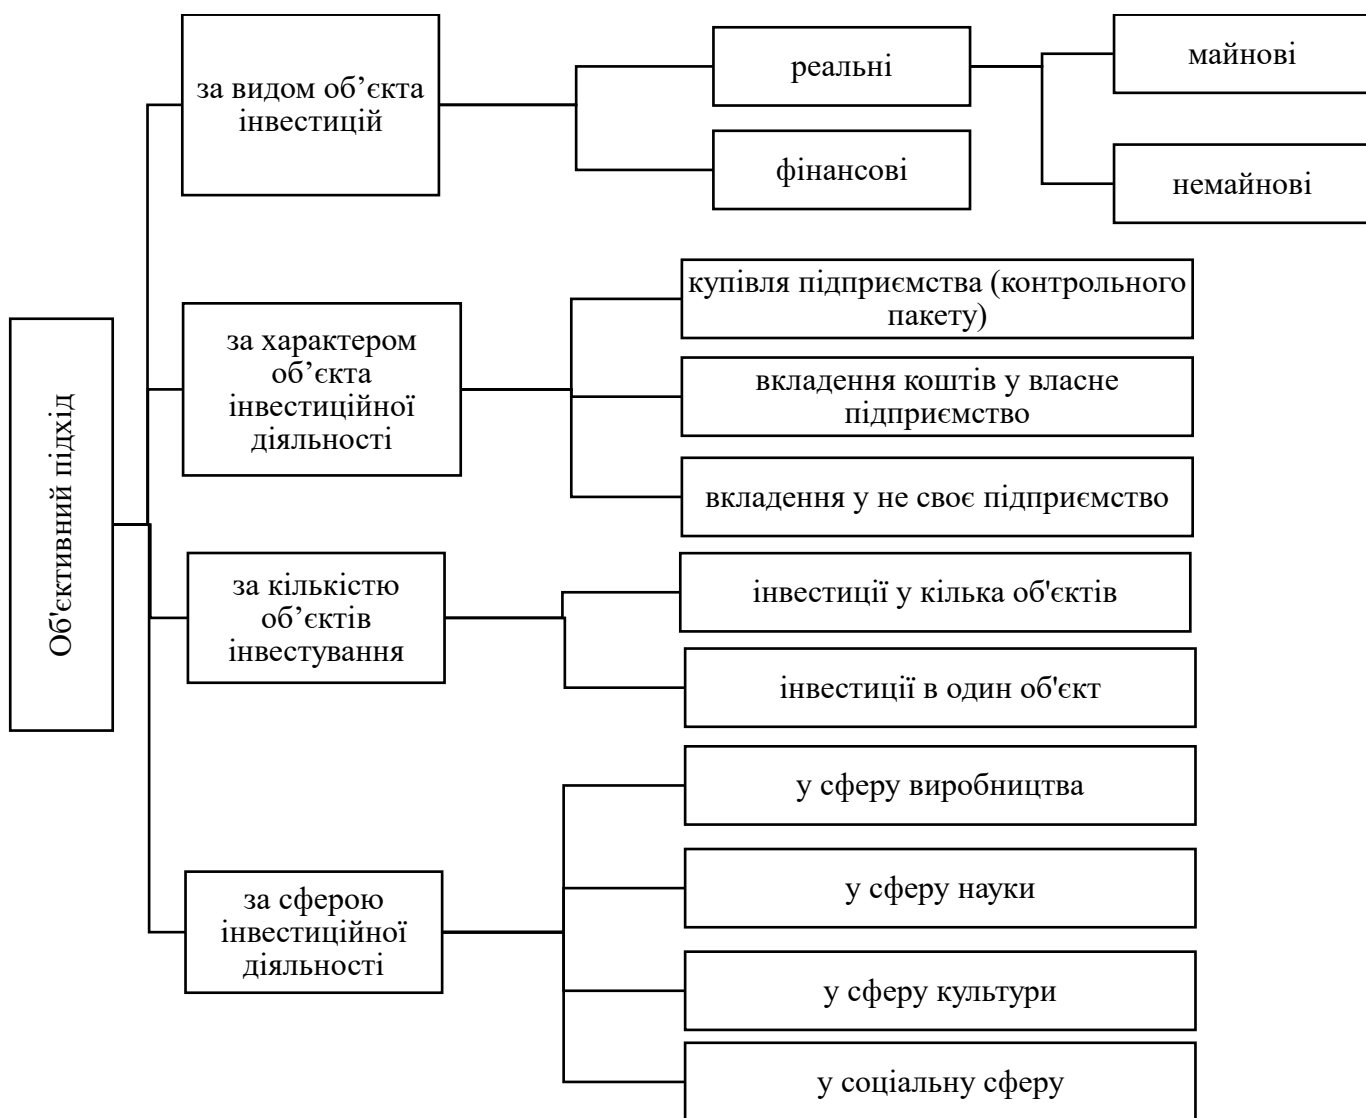 Об'єктивний підхід
за видом об’єкта
інвестицій
реальні
майнові
немайнові
фінансові
за характером
об’єкта
інвестиційної
діяльності
купівля підприємства (контрольного
пакету)
вкладення коштів у власне
підприємство
вкладення у не своє підприємство
за кількістю
об’єктів
інвестування
інвестиції у кілька об'єктів
інвестиції в один об'єкт
за сферою
інвестиційної
діяльності
у сферу виробництва
у сферу науки
у сферу культури
у соціальну сферу